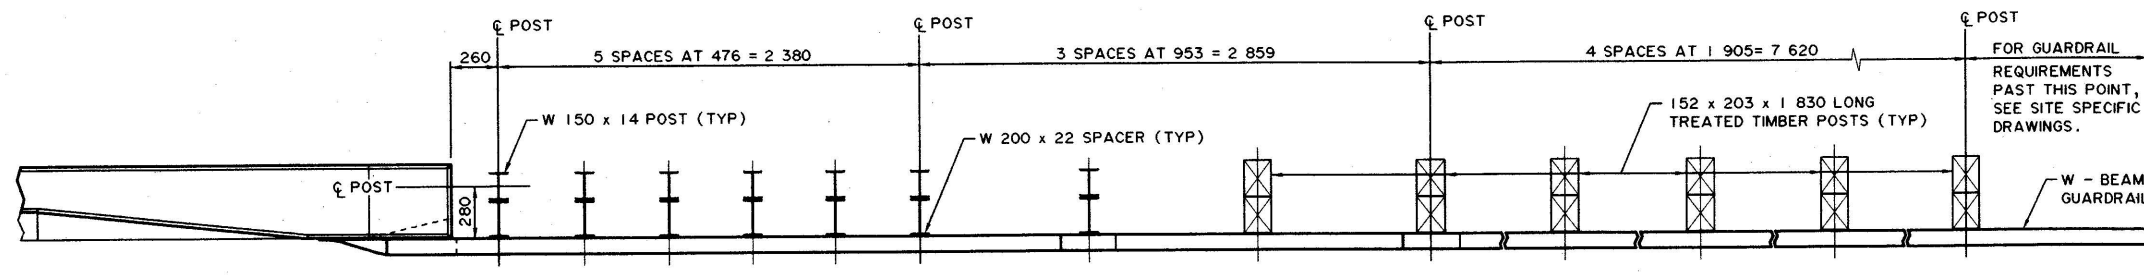 ℄ POST
℄ POST
℄ POST
℄ POST
260
5 SPACES AT 476 = 2 380
3 SPACES AT 953 = 2 859
4 SPACES AT 1 905= 7 620
FOR GUARDRAIL
REQUIREMENTS
PAST THIS POINT,
SEE SITE SPECIFIC
DRAWINGS.
W 150 x 14 POST (TYP)
W 200 x 22 SPACER (TYP)
152 x 203 x 1 830 LONG
TREATED TIMBER POSTS (TYP)
℄ POST
280
W - BEAM
GUARDRAIL